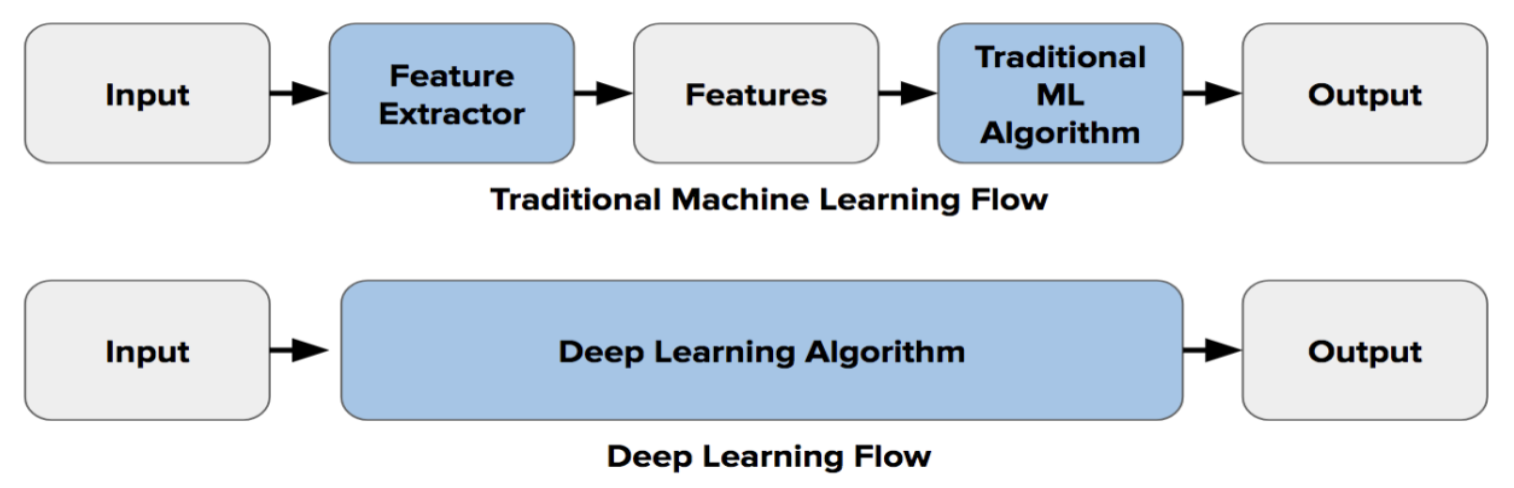 Input
Feature
Extractor
Features
Traditional
ML
Algorithm
Output
Traditional Machine Learning Flow
Input
Deep Learning Algorithm
Output
Deep Learning Flow